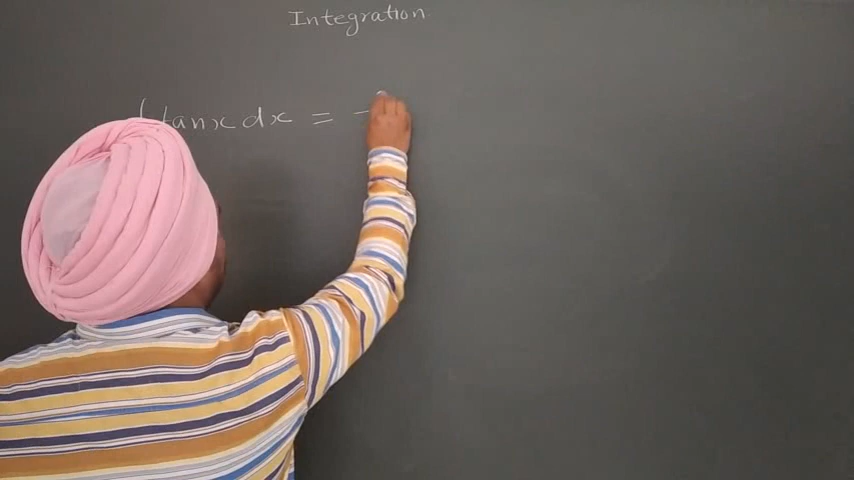 Integration
∫tanx dx = -